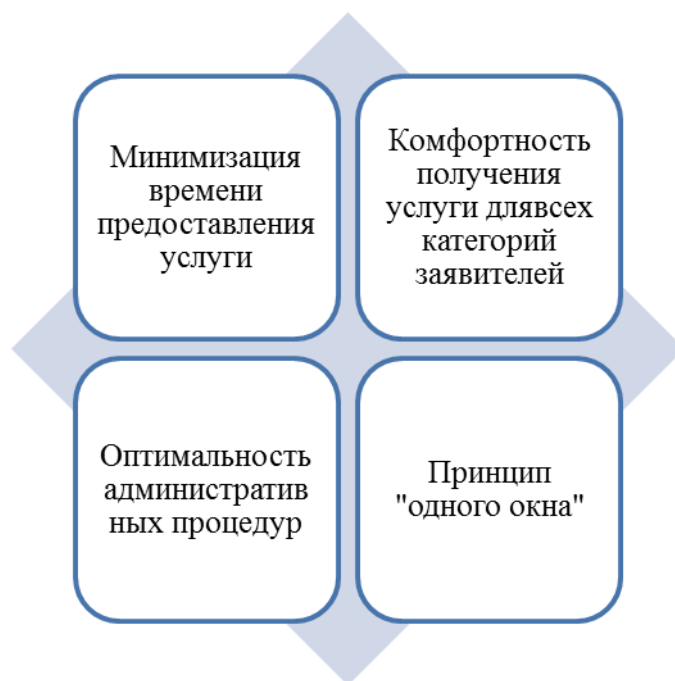 Минимизация
времени
предоставления
услуги
Комфортность
получения
услуги длявсех
категорий
заявителей
Оптимальность
административ
ных процедур
Принцип
"одного окна"